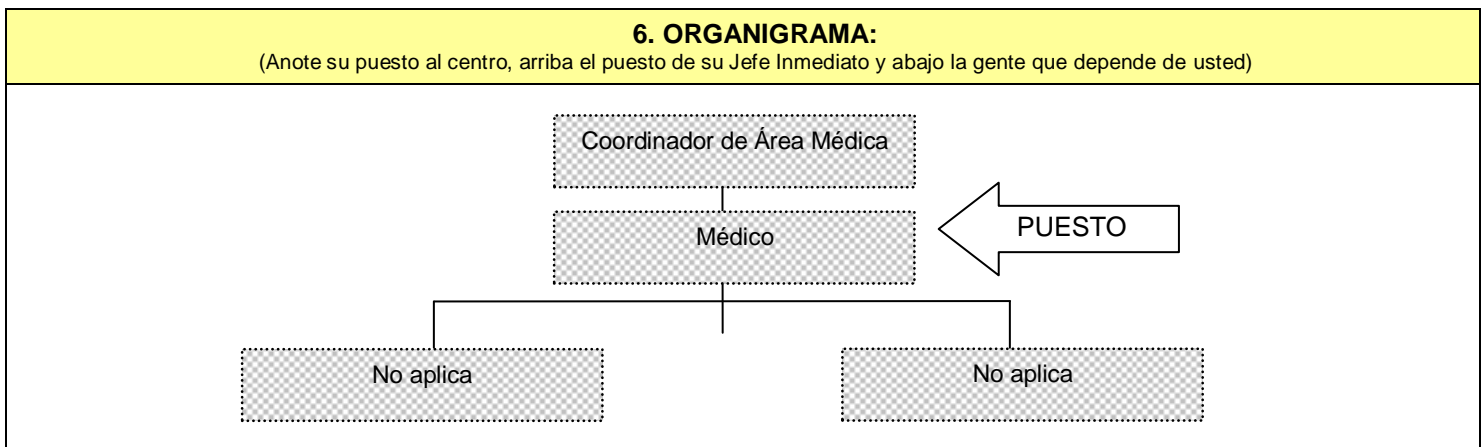 6. ORGANIGRAMA:
(Anote su puesto al centro, arriba el puesto de su Jefe Inmediato y abajo la gente que depende de usted)
Coordinador de Área Médica
Médico
PUESTO
No aplica
No aplica